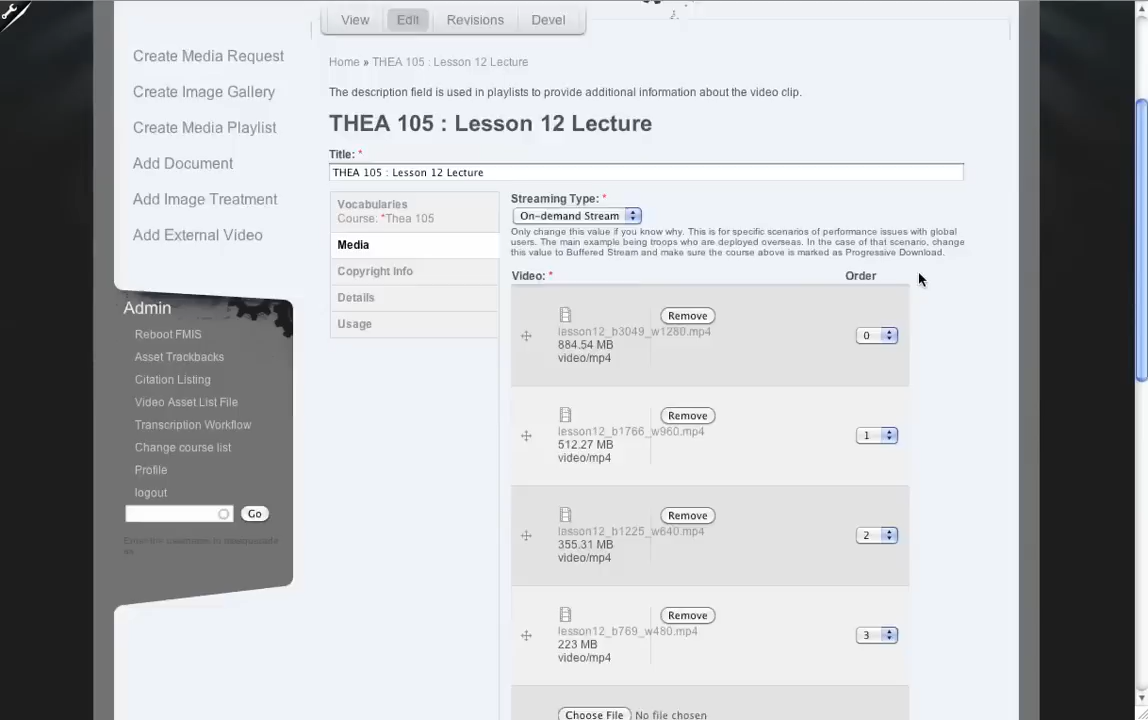 View Edit Revisions Devel
Create Media Request
Create Image Gallery
Create Media Playlist
Add Document
Add Image Treatment
Add External Video
Admin
Reboot FMIS
Asset Trackbacks
Citation Listing
Video Asset List File
Transcription Workflow
Change course list
Profile
logout
Go
Home » THEA 105 : Lesson 12 Lecture
The description field is used in playlists to provide additional information about the video clip.
THEA 105 : Lesson 12 Lecture
Title: *
THEA 105 : Lesson 12 Lecture
Vocabularies
Course: *Thea 105
Media
Copyright Info
Details
Usage
Streaming Type: *
On-demand Stream
Only change this value if you know why. This is for specific scenarios of performance issues with global
users. The main example being troops who are deployed overseas. In the case of that scenario, change
this value to Buffered Stream and make sure the course above is marked as Progressive Download.
Video: * Order
Remove
lesson12_b3049_w1280.mp4
884.54 MB
video/mp4
0
Remove
lesson12_b1766_w960.mp4
512.27 MB
video/mp4
1
Remove
lesson12_b1225_w640.mp4
355.31 MB
video/mp4
2
Remove
lesson12_b769_w480.mp4
223 MB
video/mp4
3
Choose File No file chosen